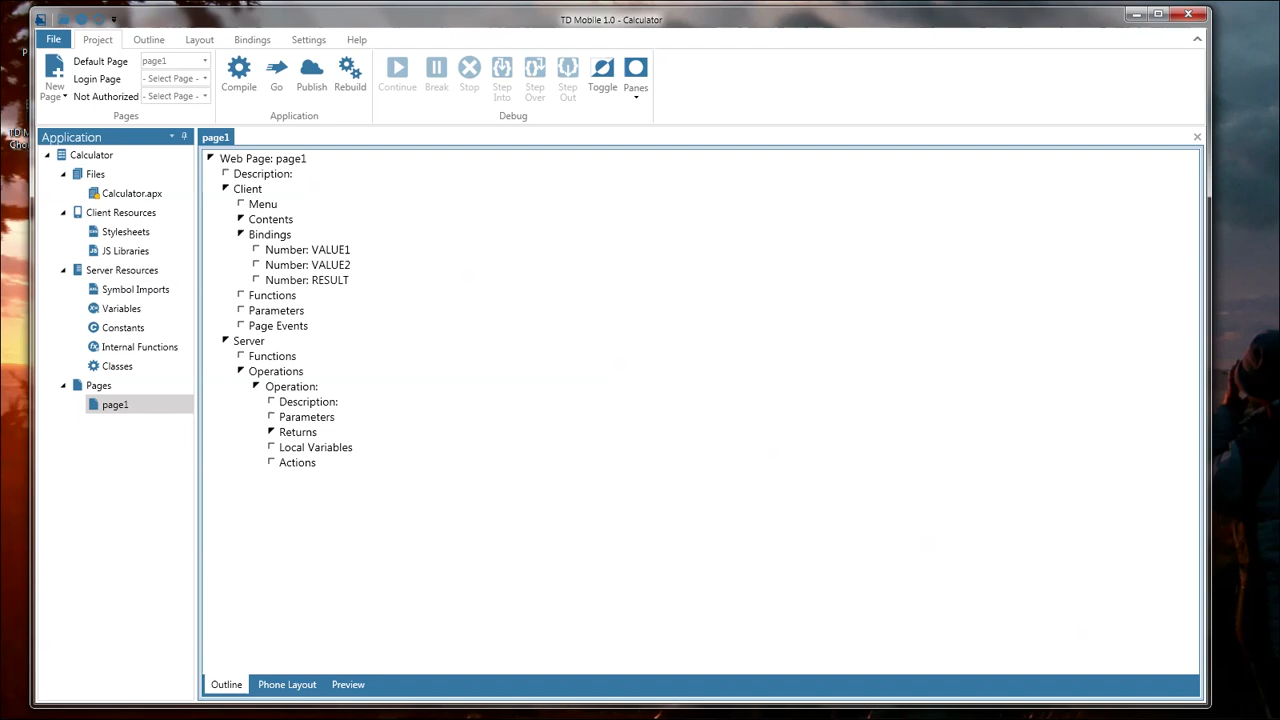 TD Mobile 1.0 - Calculator
File
Project
Outline
Layout
Bindings
Settings
Help
New Page
Default Page
page1
Login Page
- Select Page -
Not Authorized
- Select Page -
Pages
Compile
Go
Publish
Rebuild
Application
Continue
Break
Stop
Step Into
Step Over
Step Out
Toggle
Panes
Debug
Application
Calculator
Files
Calculator.apx
Client Resources
Stylesheets
JS Libraries
Server Resources
Symbol Imports
Variables
Constants
Internal Functions
Classes
Pages
page1
page1
Web Page: page1
Description:
Client
Menu
Contents
Bindings
Number: VALUE1
Number: VALUE2
Number: RESULT
Functions
Parameters
Page Events
Server
Functions
Operations
Operation:
Description:
Parameters
Returns
Local Variables
Actions
Outline
Phone Layout
Preview